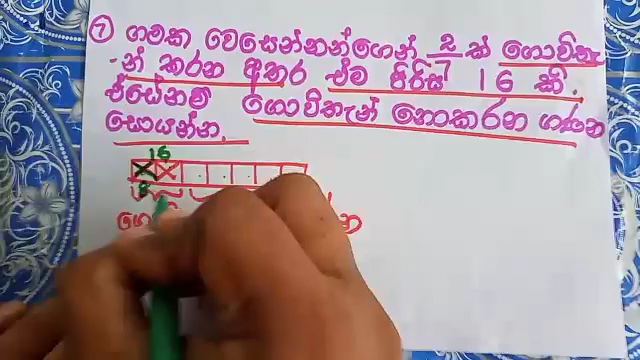 ⑦ ගමක වෙසෙන්නන්ගෙන් 2/7 ක් ගොවිතැ
-න් කරන අතර ඒම පිරිස 16 කි.
එසේනම් ගොවිතැන් නොකරන ගණන
සොයන්න.
16
8